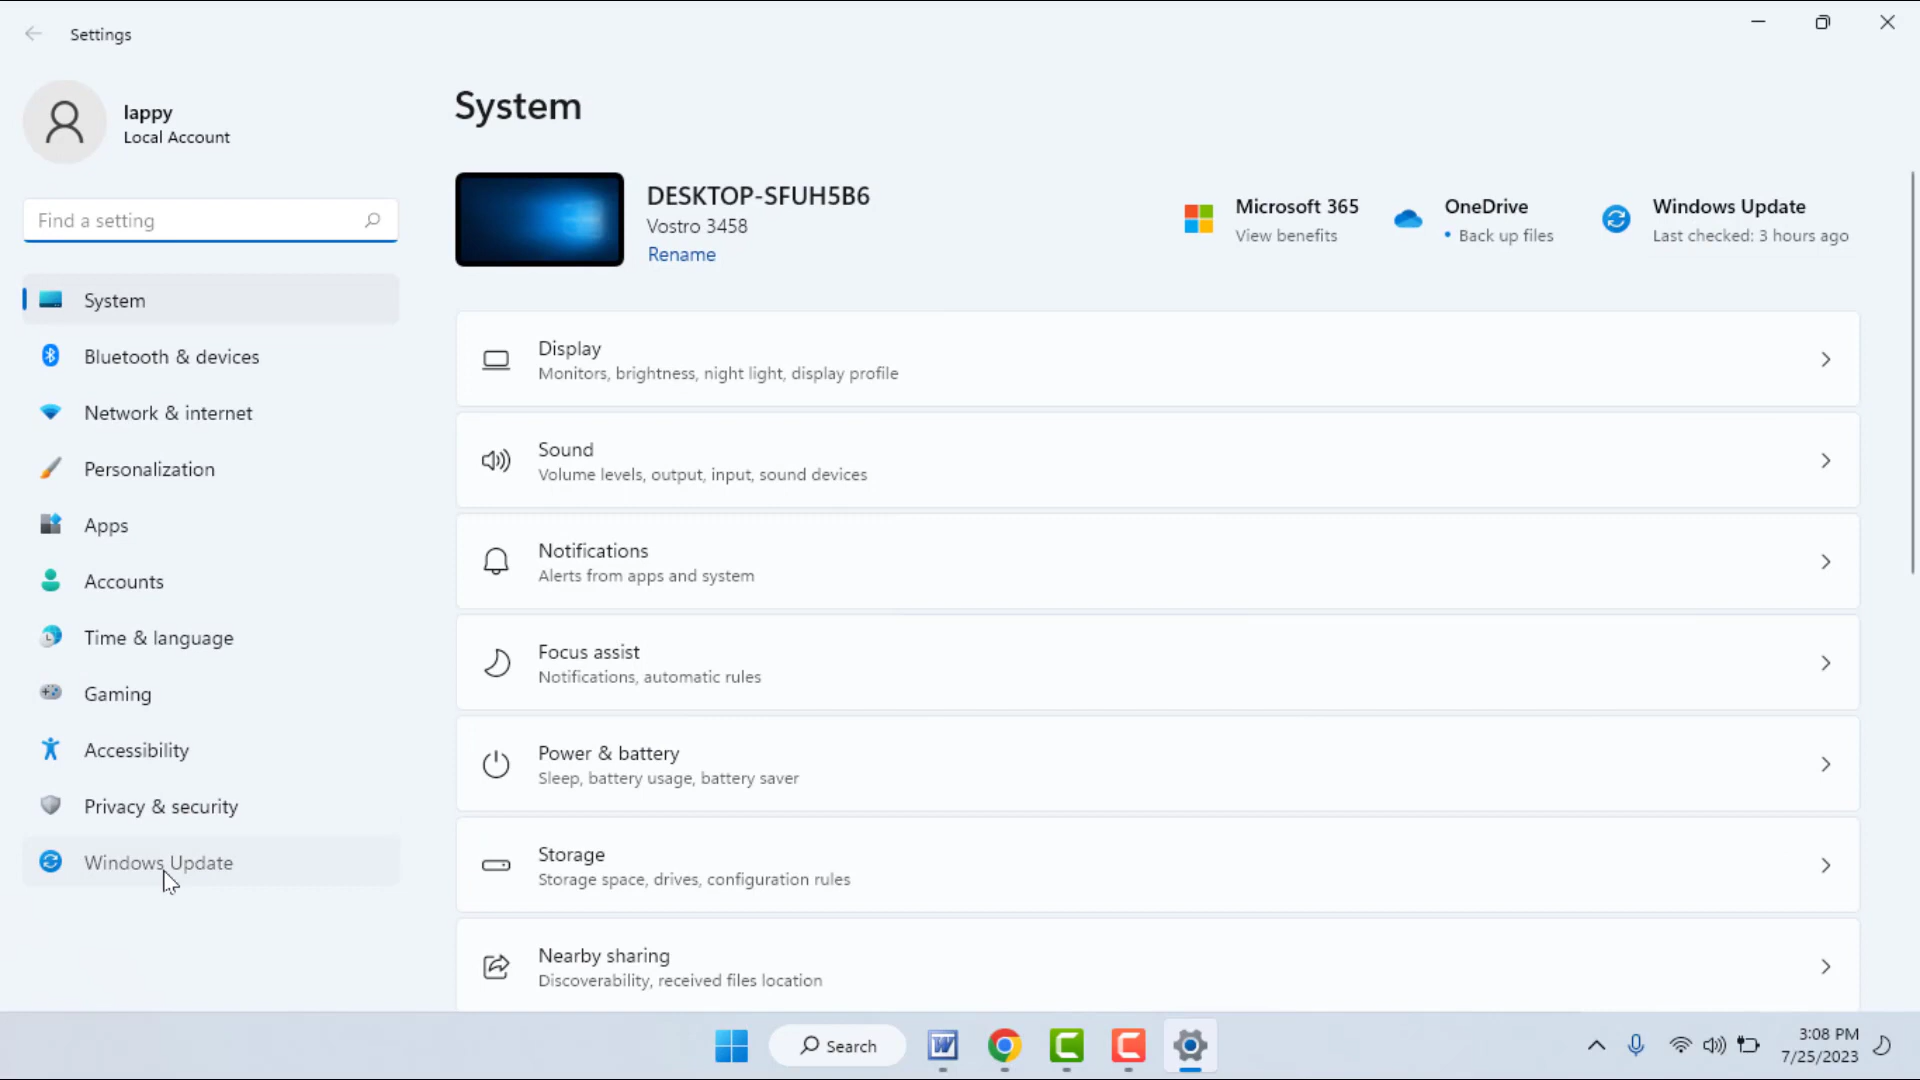 Settings
lappy
Local Account
Find a setting
System
Bluetooth & devices
Network & internet
Personalization
Apps
Accounts
Time & language
Gaming
Accessibility
Privacy & security
Windows Update
System
DESKTOP-SFUH5B6
Vostro 3458
Rename
Microsoft 365
View benefits
OneDrive
• Back up files
Windows Update
Last checked: 3 hours ago
Display
Monitors, brightness, night light, display profile
Sound
Volume levels, output, input, sound devices
Notifications
Alerts from apps and system
Focus assist
Notifications, automatic rules
Power & battery
Sleep, battery usage, battery saver
Storage
Storage space, drives, configuration rules
Nearby sharing
Discoverability, received files location
Search
3:08 PM
7/25/2023